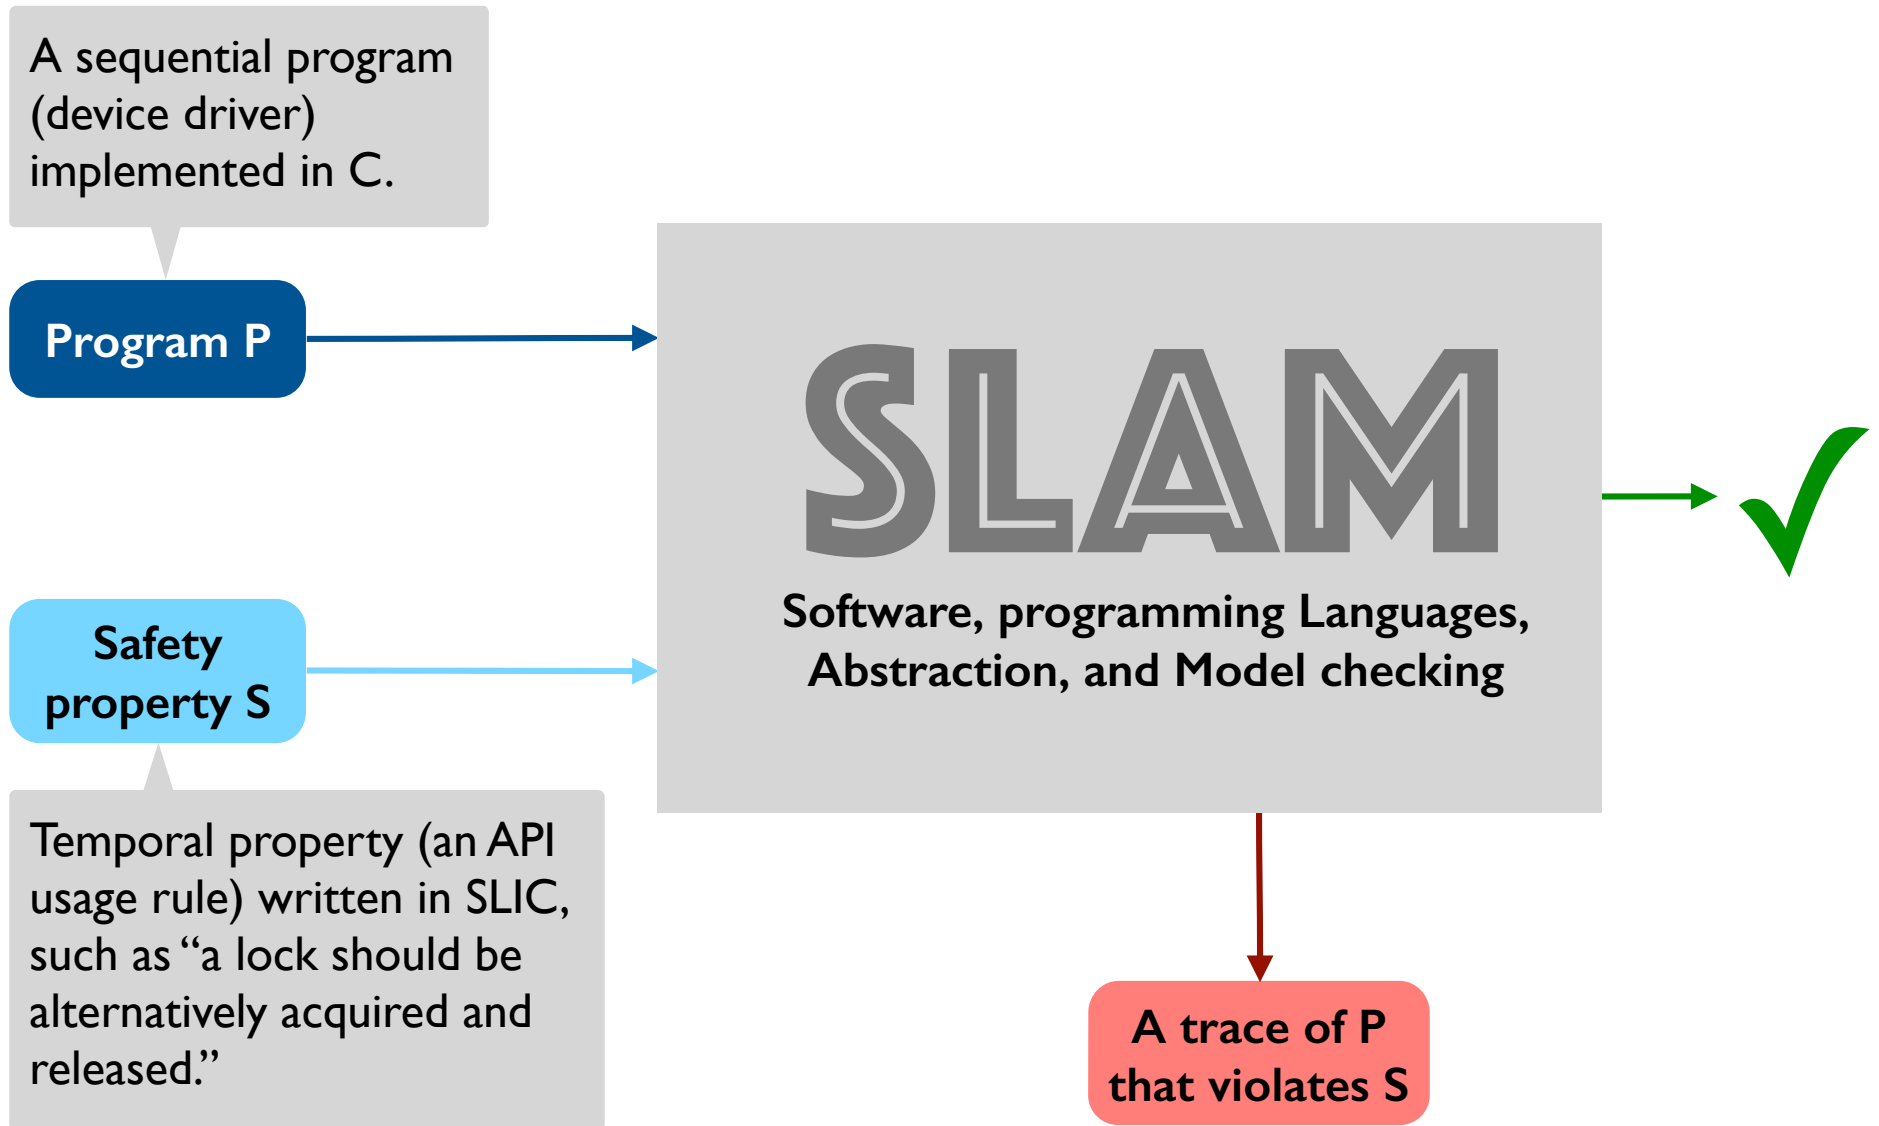 A sequential program
(device driver)
implemented in C.
Program P
SLAM
Software, programming Languages,
Abstraction, and Model checking
Safety
property S
Temporal property (an API
usage rule) written in SLIC,
such as “a lock should be
alternatively acquired and
released.”
A trace of P
that violates S